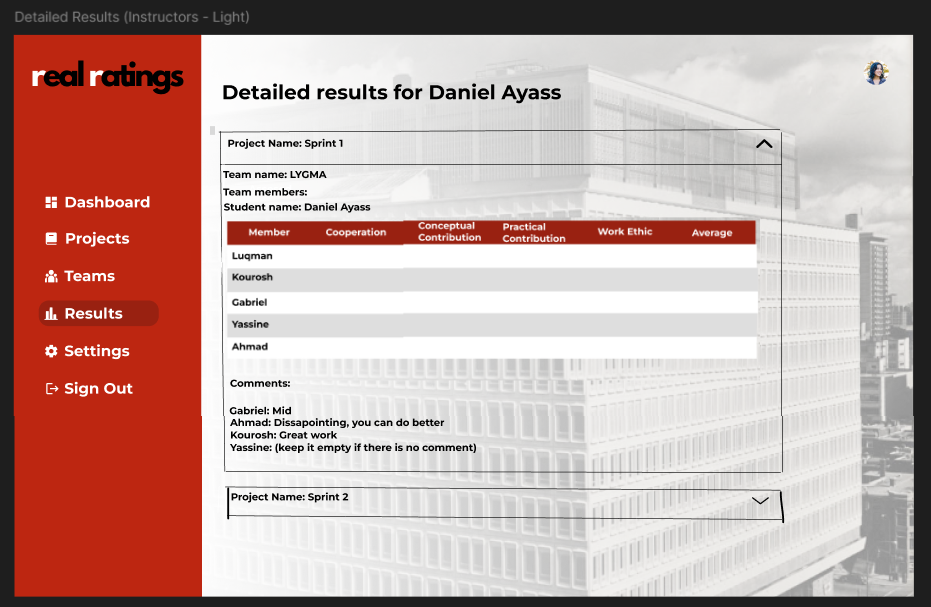 Detailed Results (Instructors - Light)
real ratings
Detailed results for Daniel Ayass
Dashboard
Projects
Teams
Results
Settings
Sign Out
Project Name: Sprint 1
Team name: LYGMA
Team members:
Student name: Daniel Ayass
Member Cooperation Conceptual Contribution Practical Contribution Work Ethic Average
Luqman
Kourosh
Gabriel
Yassine
Ahmad
Comments:
Gabriel: Mid
Ahmad: Dissapointing, you can do better
Kourosh: Great work
Yassine: (keep it empty if there is no comment)
Project Name: Sprint 2